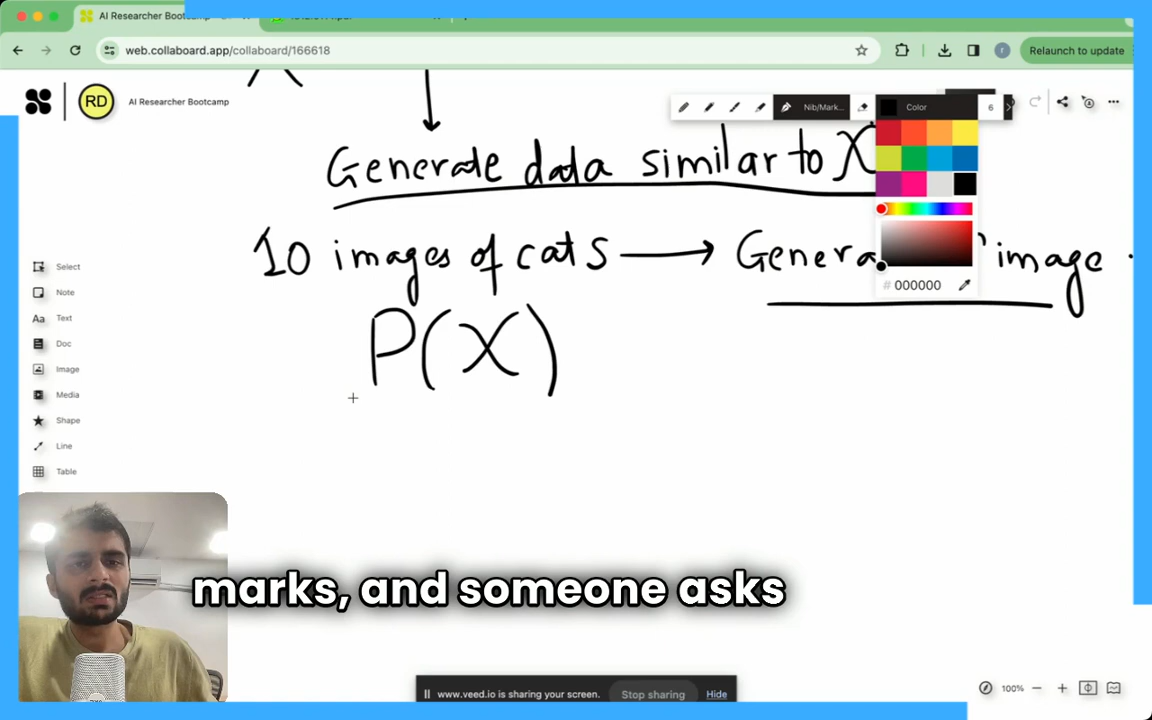 AI Researcher Bootcamp
web.collaboard.app/collaboard/166618
Relaunch to update
RD
AI Researcher Bootcamp
Nib/Mark...
Color
6
X
Generate data similar to X
10 images of cats → Genera image
P(X)
# 000000
Select
Note
Text
Doc
Image
Media
Shape
Line
Table
marks, and someone asks
www.veed.io is sharing your screen.
Stop sharing
Hide
100%